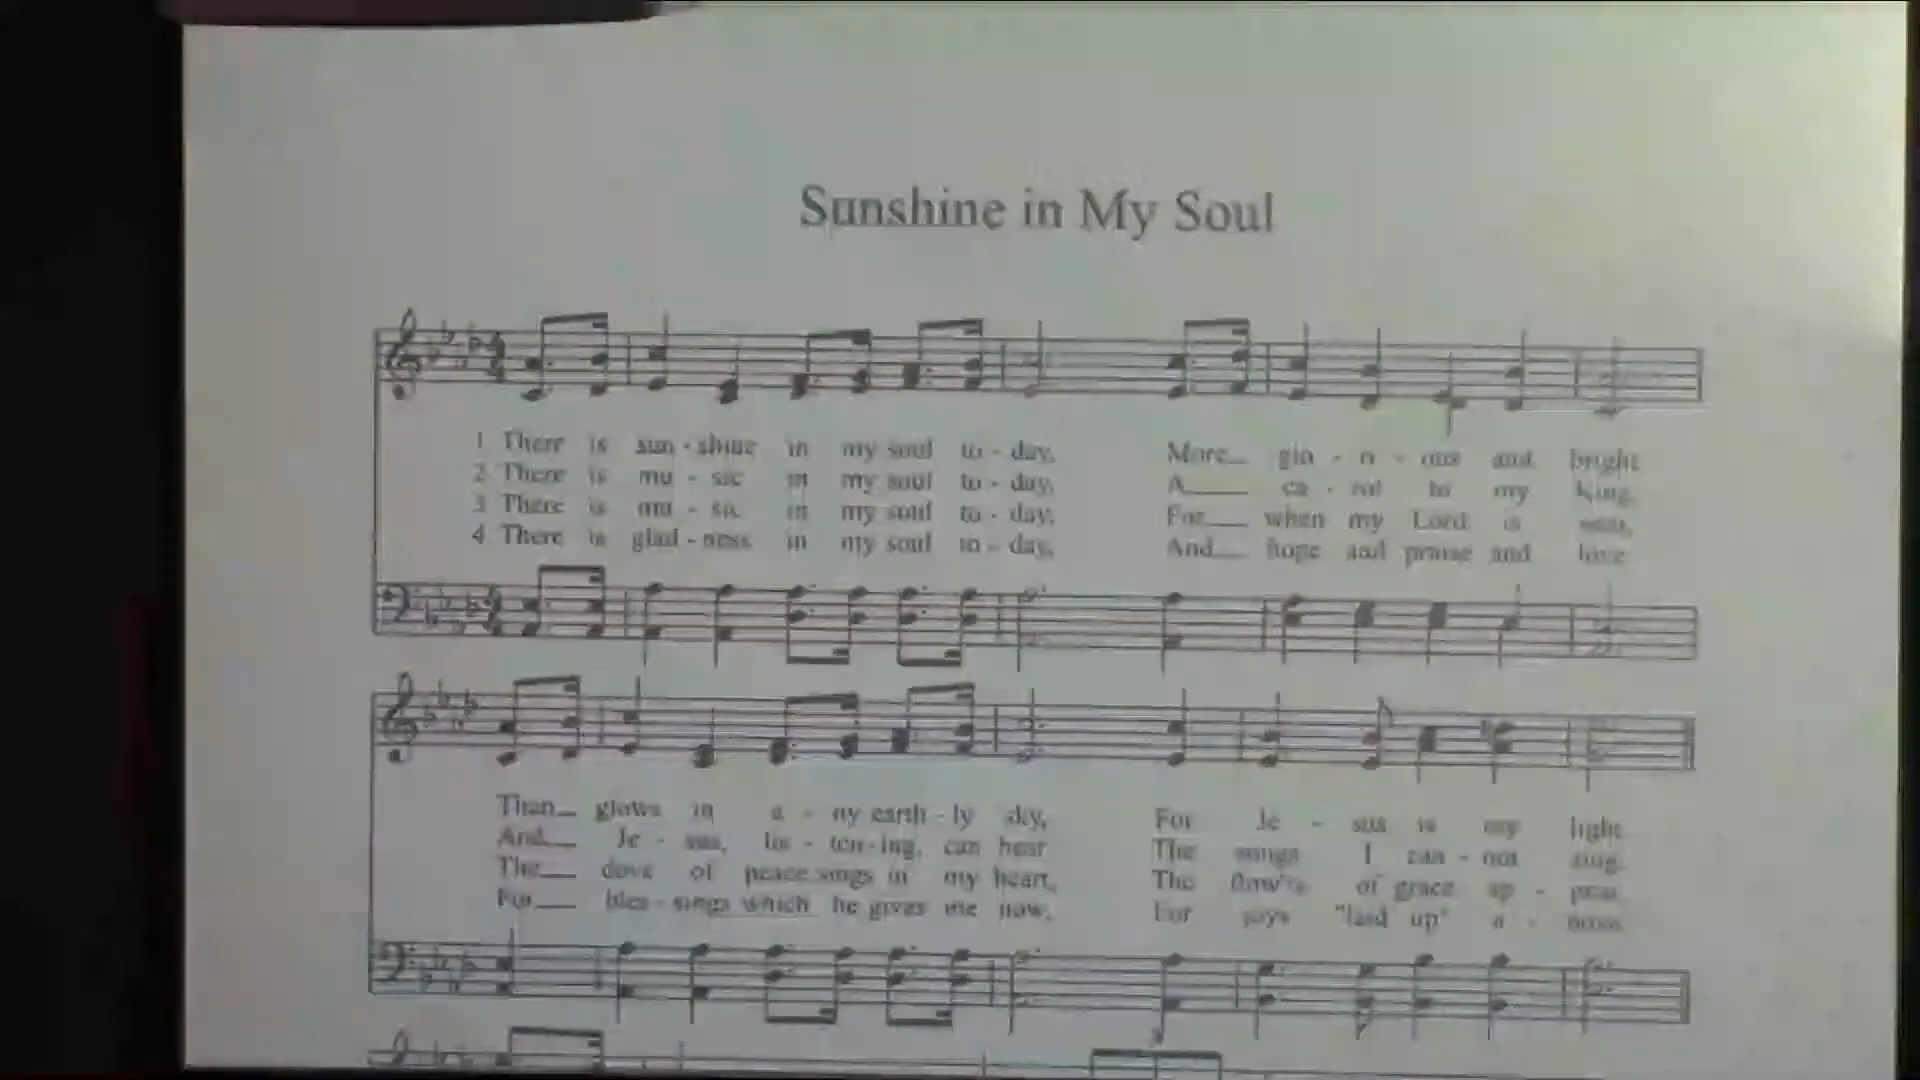 Sunshine in My Soul
1. There is sun - shine in my soul to - day, More glo - ri - ous and bright
2. There is mu - sic in my soul to - day, A ca - rol to my King,
3. There is mu - sic in my soul to - day, For when my Lord is near,
4. There is glad - ness in my soul to - day, And hope and praise and love
Than glows in a - ny earth - ly sky, For Je - sus is my light.
And Je - sus, lis - ten - ing, can hear The songs I can - not sing.
The dove of peace sings in my heart, The flow'rs of grace ap - pear.
For bles - sings which he gives me now, For joys "laid up" a -